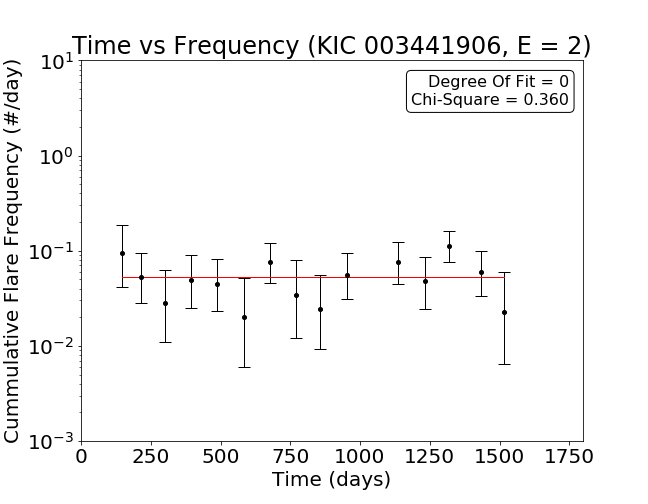 Time vs Frequency (KIC 003441906, E = 2)
Degree Of Fit = 0
Chi-Square = 0.360
Cummulative Flare Frequency (#/day)
10¹
10⁰
10⁻¹
10⁻²
10⁻³
0 250 500 750 1000 1250 1500 1750
Time (days)